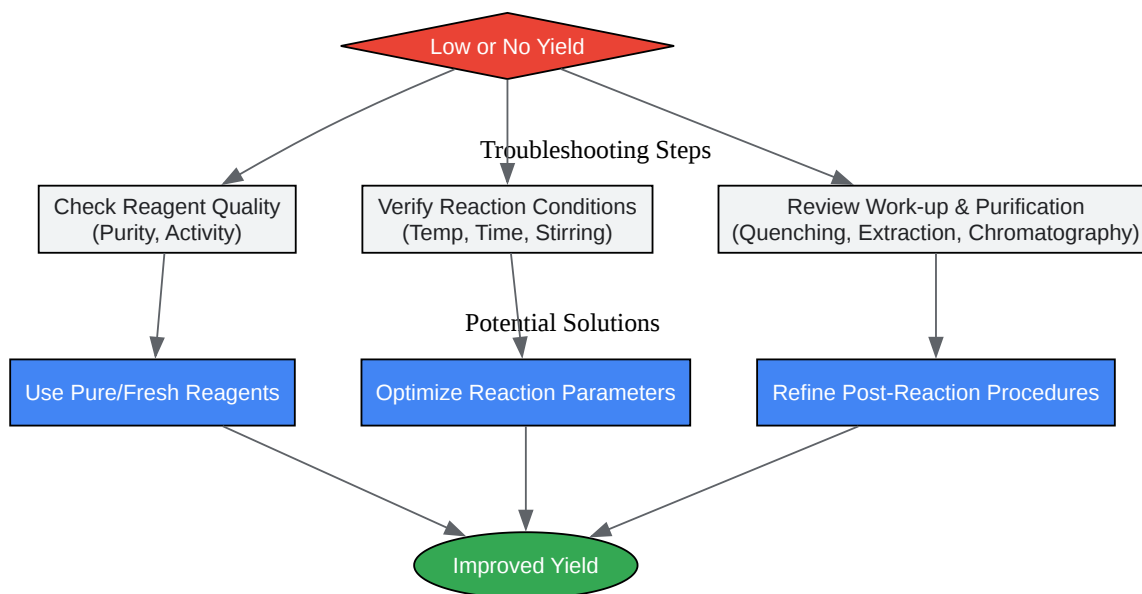 Low or No Yield
Troubleshooting Steps
Check Reagent Quality
(Purity, Activity)
Verify Reaction Conditions
(Temp, Time, Stirring)
Review Work-up & Purification
(Quenching, Extraction, Chromatography)
Potential Solutions
Use Pure/Fresh Reagents
Optimize Reaction Parameters
Refine Post-Reaction Procedures
Improved Yield